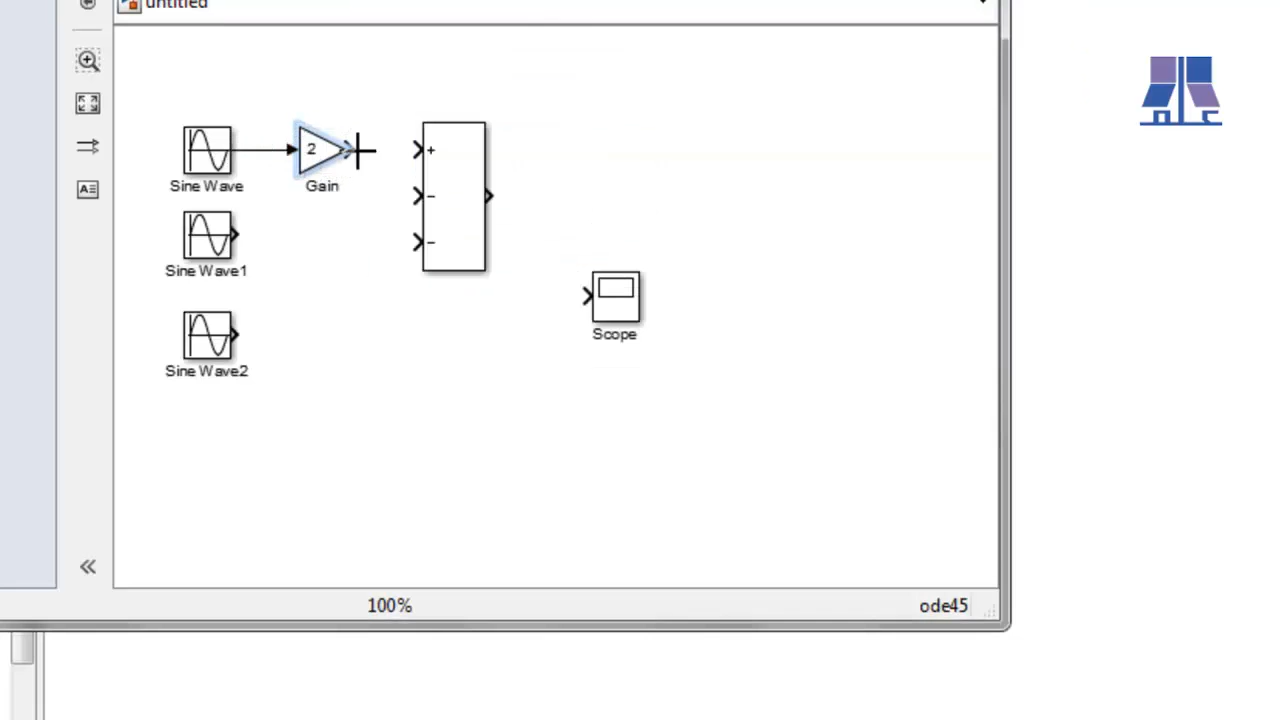 untitled
2
+
-
-
Sine Wave
Gain
Sine Wave1
Scope
Sine Wave2
100%
ode45